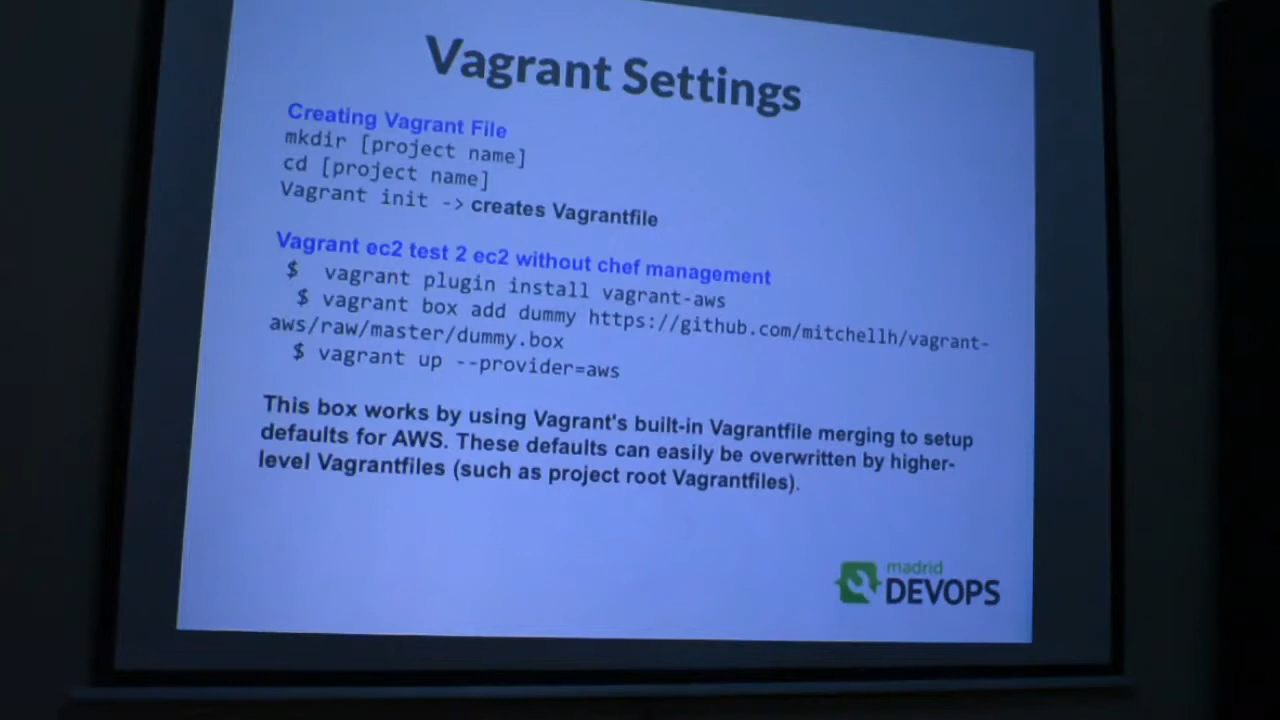 Vagrant Settings
Creating Vagrant File
mkdir [project name]
cd [project name]
Vagrant init -> creates Vagrantfile
Vagrant ec2 test 2 ec2 without chef management
$ vagrant plugin install vagrant-aws
$ vagrant box add dummy https://github.com/mitchellh/vagrant-
aws/raw/master/dummy.box
$ vagrant up --provider=aws
This box works by using Vagrant's built-in Vagrantfile merging to setup
defaults for AWS. These defaults can easily be overwritten by higher-
level Vagrantfiles (such as project root Vagrantfiles).
madrid
DEVOPS